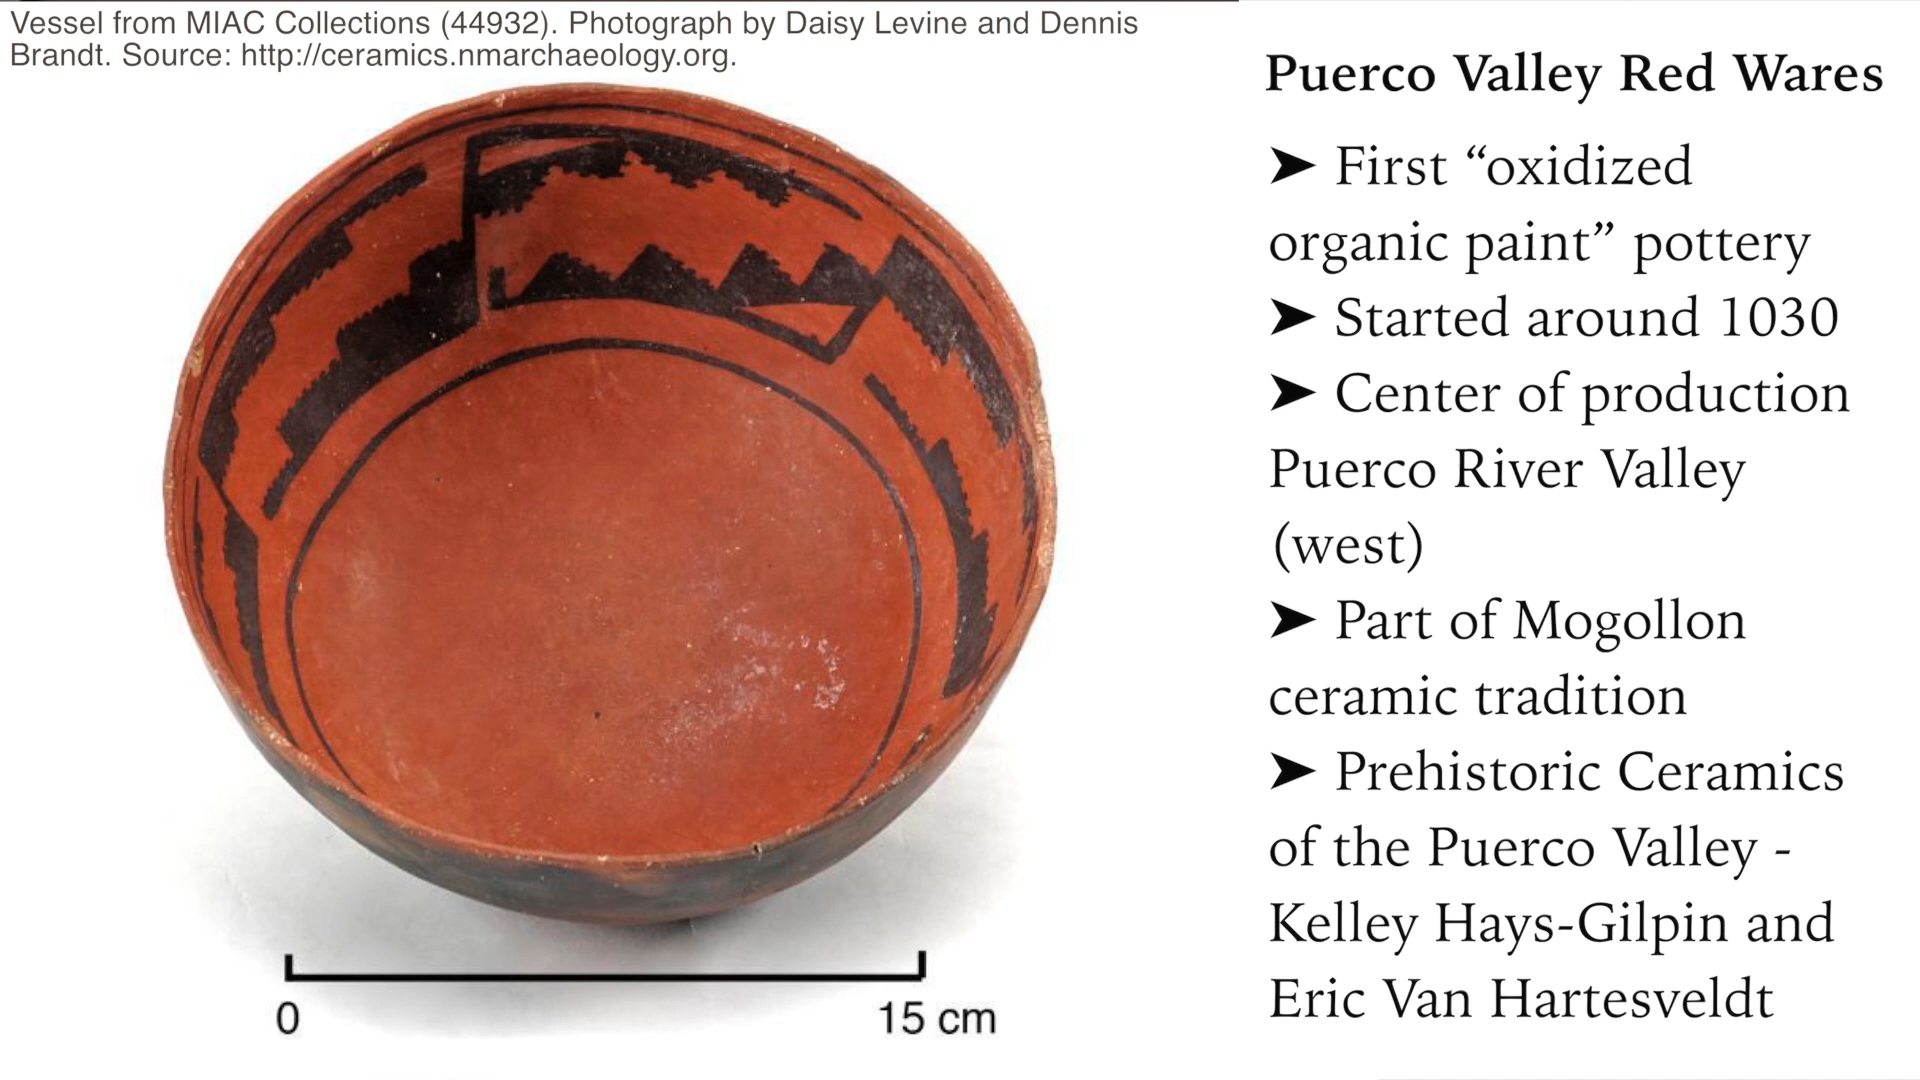 Vessel from MIAC Collections (44932). Photograph by Daisy Levine and Dennis
Brandt. Source: http://ceramics.nmarchaeology.org.
Puerco Valley Red Wares
➤ First “oxidized
organic paint” pottery
➤ Started around 1030
➤ Center of production
Puerco River Valley
(west)
➤ Part of Mogollon
ceramic tradition
➤ Prehistoric Ceramics
of the Puerco Valley -
Kelley Hays-Gilpin and
Eric Van Hartesveldt
0 15 cm